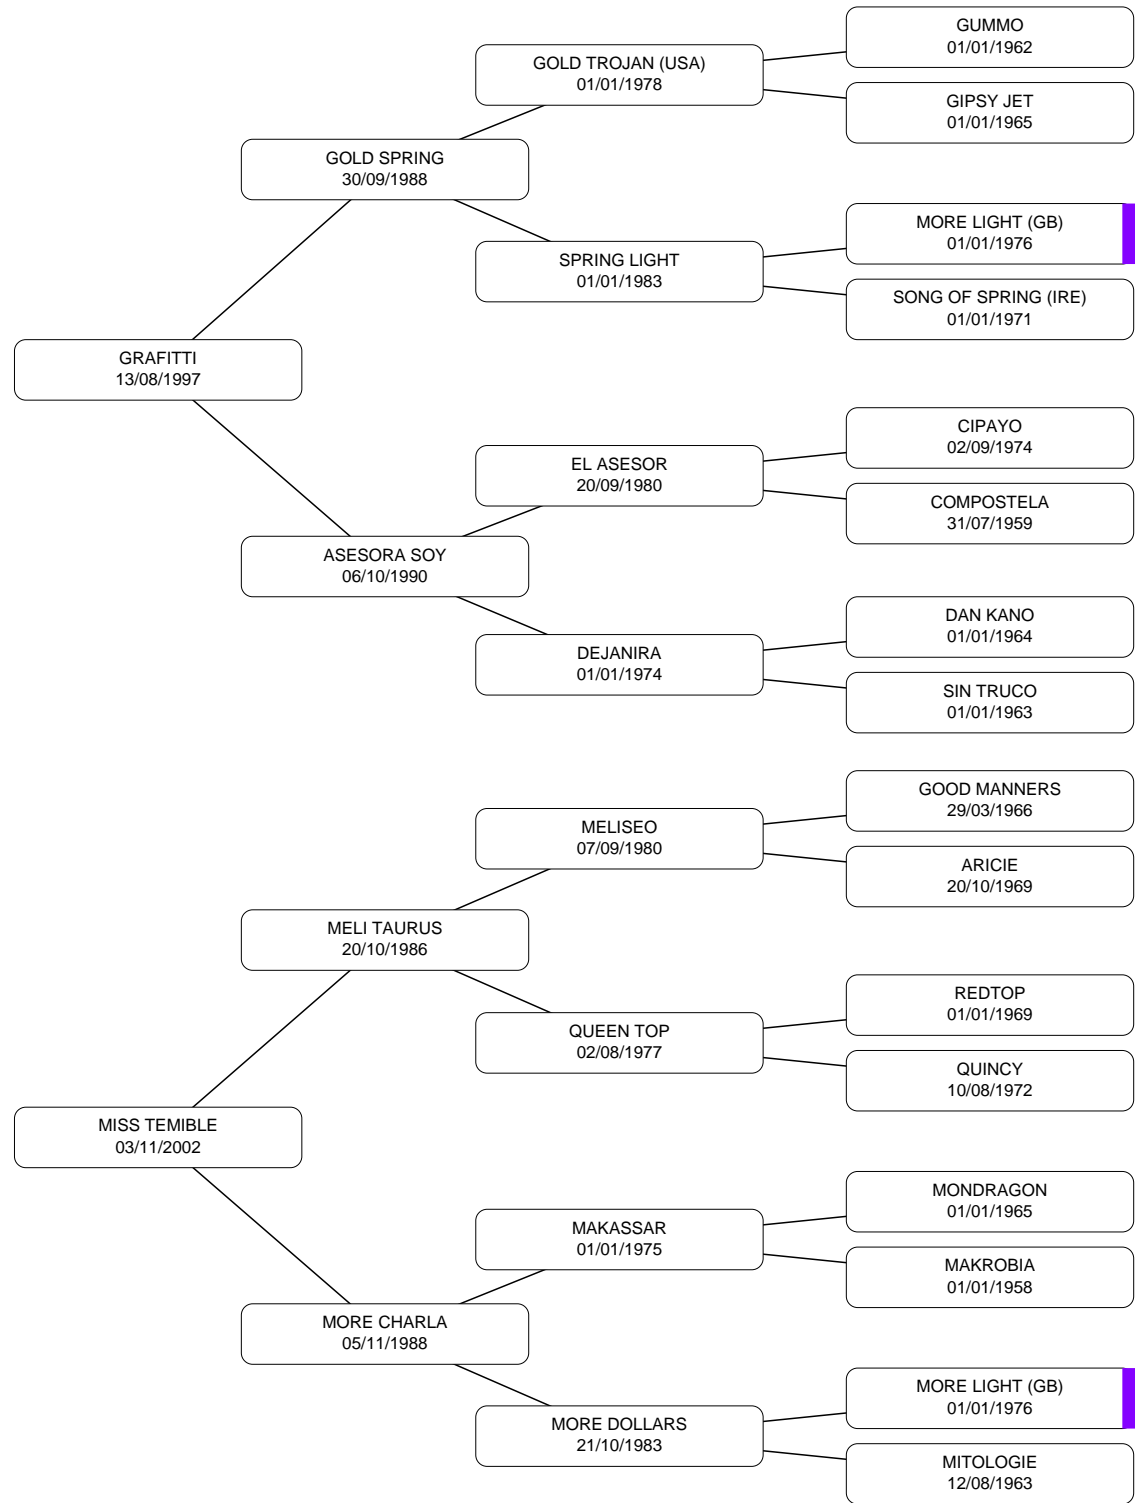 GUMMO
01/01/1962
GOLD TROJAN (USA)
01/01/1978
GIPSY JET
01/01/1965
GOLD SPRING
30/09/1988
MORE LIGHT (GB)
01/01/1976
SPRING LIGHT
01/01/1983
SONG OF SPRING (IRE)
01/01/1971
GRAFITTI
13/08/1997
CIPAYO
02/09/1974
EL ASESOR
20/09/1980
COMPOSTELA
31/07/1959
ASESORA SOY
06/10/1990
DAN KANO
01/01/1964
DEJANIRA
01/01/1974
SIN TRUCO
01/01/1963
GOOD MANNERS
29/03/1966
MELISEO
07/09/1980
ARICIE
20/10/1969
MELI TAURUS
20/10/1986
REDTOP
01/01/1969
QUEEN TOP
02/08/1977
QUINCY
10/08/1972
MISS TEMIBLE
03/11/2002
MONDRAGON
01/01/1965
MAKASSAR
01/01/1975
MAKROBIA
01/01/1958
MORE CHARLA
05/11/1988
MORE LIGHT (GB)
01/01/1976
MORE DOLLARS
21/10/1983
MITOLOGIE
12/08/1963